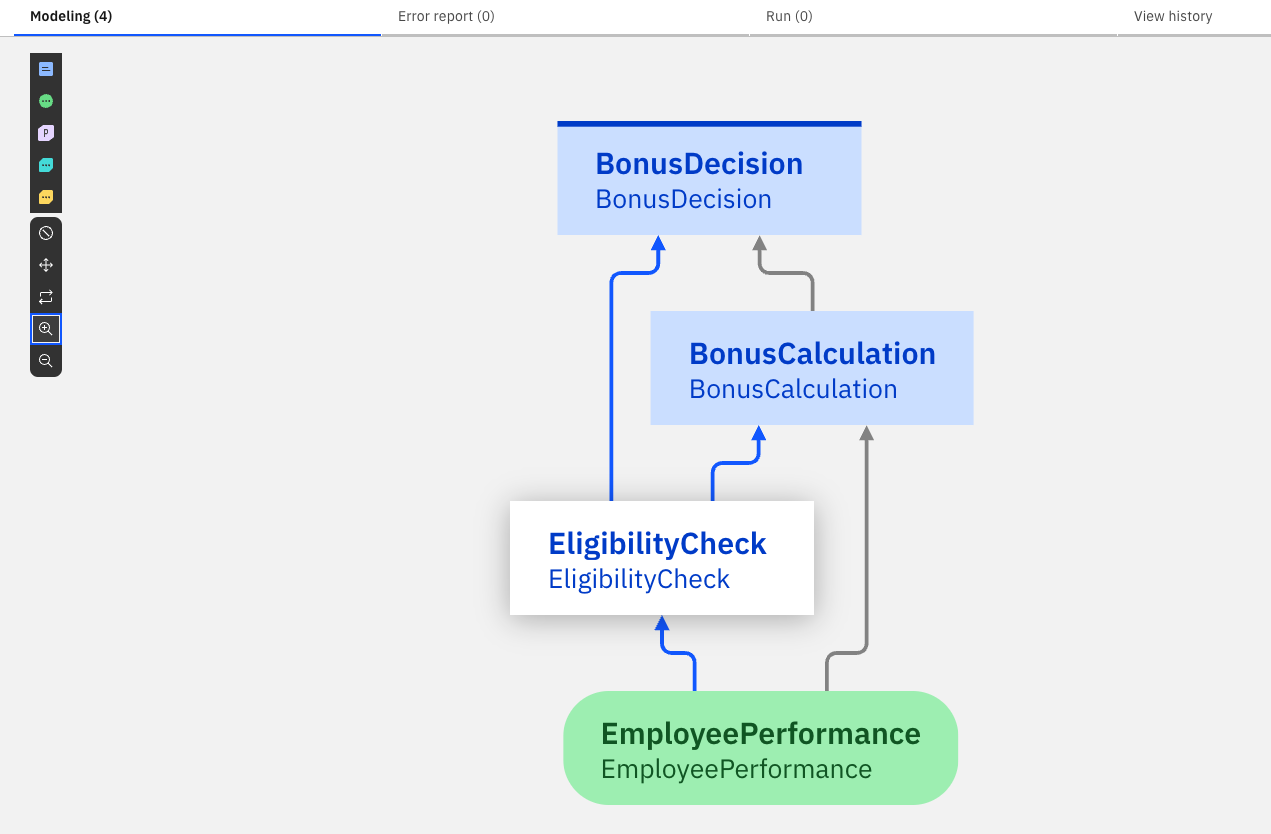 Modeling (4)
Error report (0)
Run (0)
View history
P
BonusDecision
BonusDecision
BonusCalculation
BonusCalculation
EligibilityCheck
EligibilityCheck
EmployeePerformance
EmployeePerformance